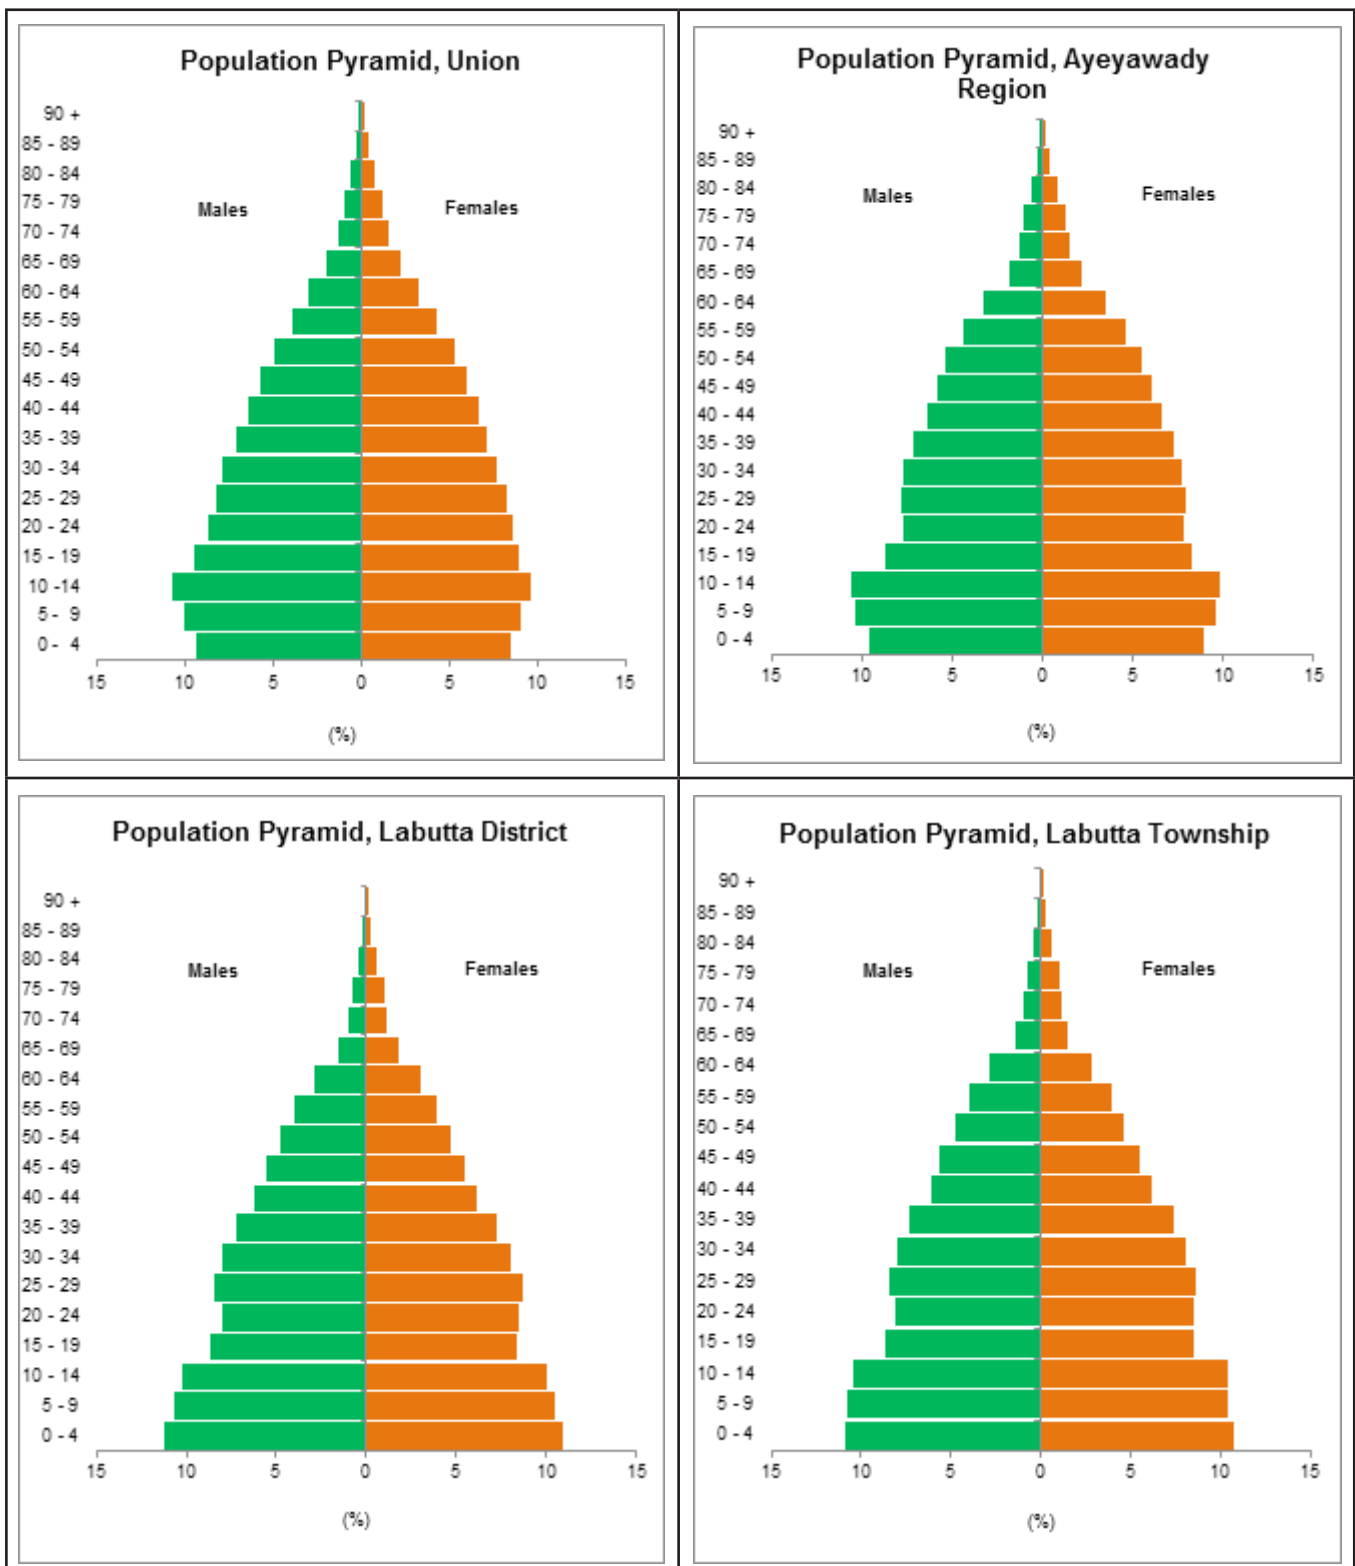 Population Pyramid, Union
90 +
85 - 89
80 - 84
75 - 79
70 - 74
65 - 69
60 - 64
55 - 59
50 - 54
45 - 49
40 - 44
35 - 39
30 - 34
25 - 29
20 - 24
15 - 19
10 -14
5 - 9
0 - 4
Males Females
15 10 5 0 5 10 15
(%)
Population Pyramid, Ayeyawady
Region
90 +
85 - 89
80 - 84
75 - 79
70 - 74
65 - 69
60 - 64
55 - 59
50 - 54
45 - 49
40 - 44
35 - 39
30 - 34
25 - 29
20 - 24
15 - 19
10 - 14
5 - 9
0 - 4
Males Females
15 10 5 0 5 10 15
(%)
Population Pyramid, Labutta District
90 +
85 - 89
80 - 84
75 - 79
70 - 74
65 - 69
60 - 64
55 - 59
50 - 54
45 - 49
40 - 44
35 - 39
30 - 34
25 - 29
20 - 24
15 - 19
10 - 14
5 - 9
0 - 4
Males Females
15 10 5 0 5 10 15
(%)
Population Pyramid, Labutta Township
90 +
85 - 89
80 - 84
75 - 79
70 - 74
65 - 69
60 - 64
55 - 59
50 - 54
45 - 49
40 - 44
35 - 39
30 - 34
25 - 29
20 - 24
15 - 19
10 - 14
5 - 9
0 - 4
Males Females
15 10 5 0 5 10 15
(%)